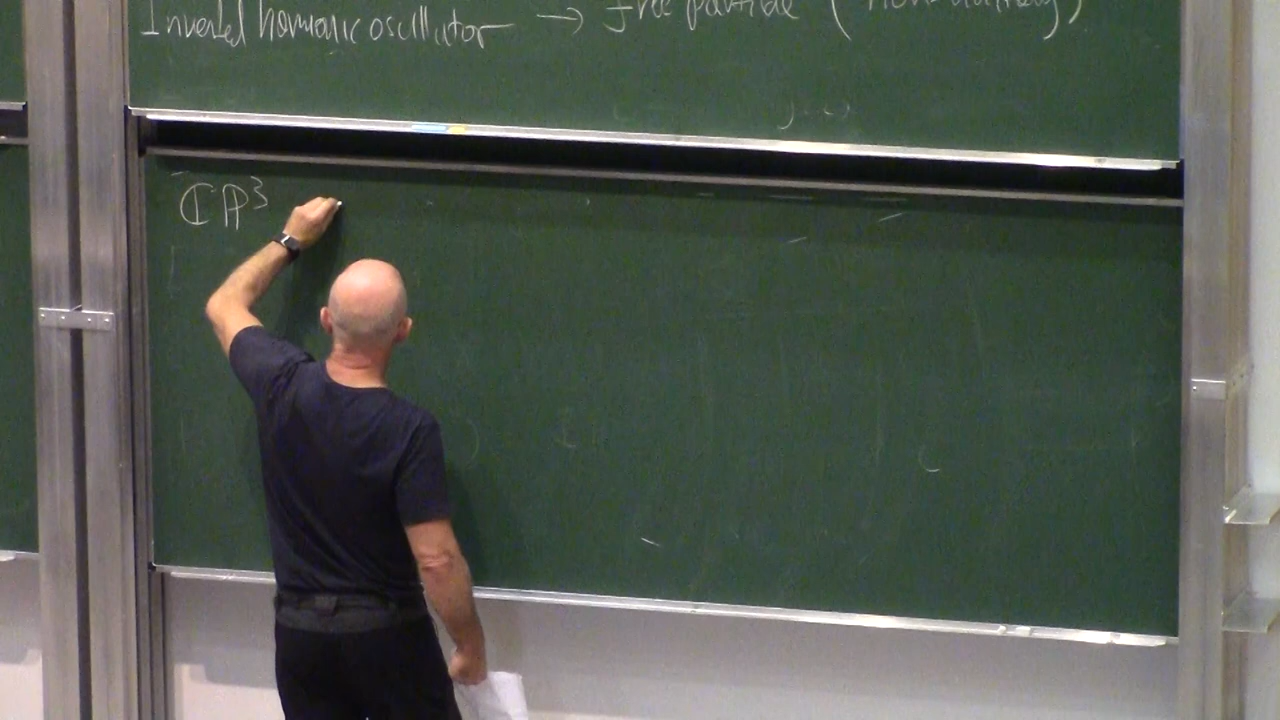 Inverted harmonic oscillator → free particle (
ℂℙ³